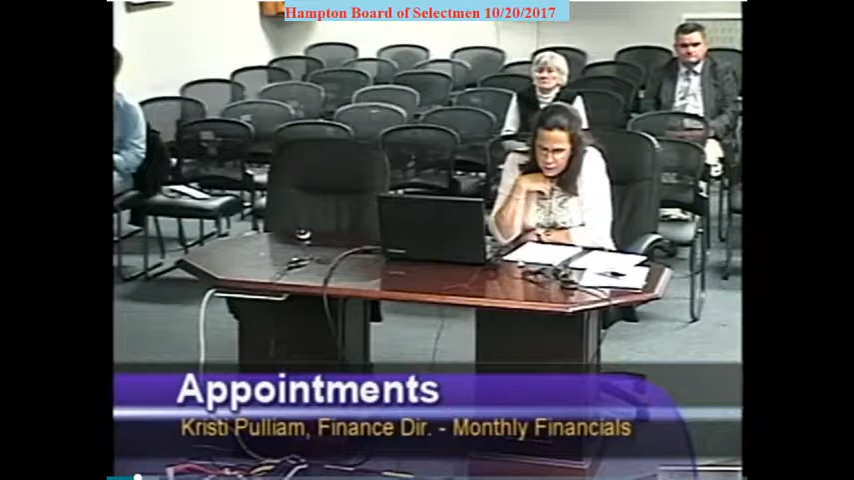 Hampton Board of Selectmen 10/20/2017
Appointments
Kristi Pulliam, Finance Dir. - Monthly Financials